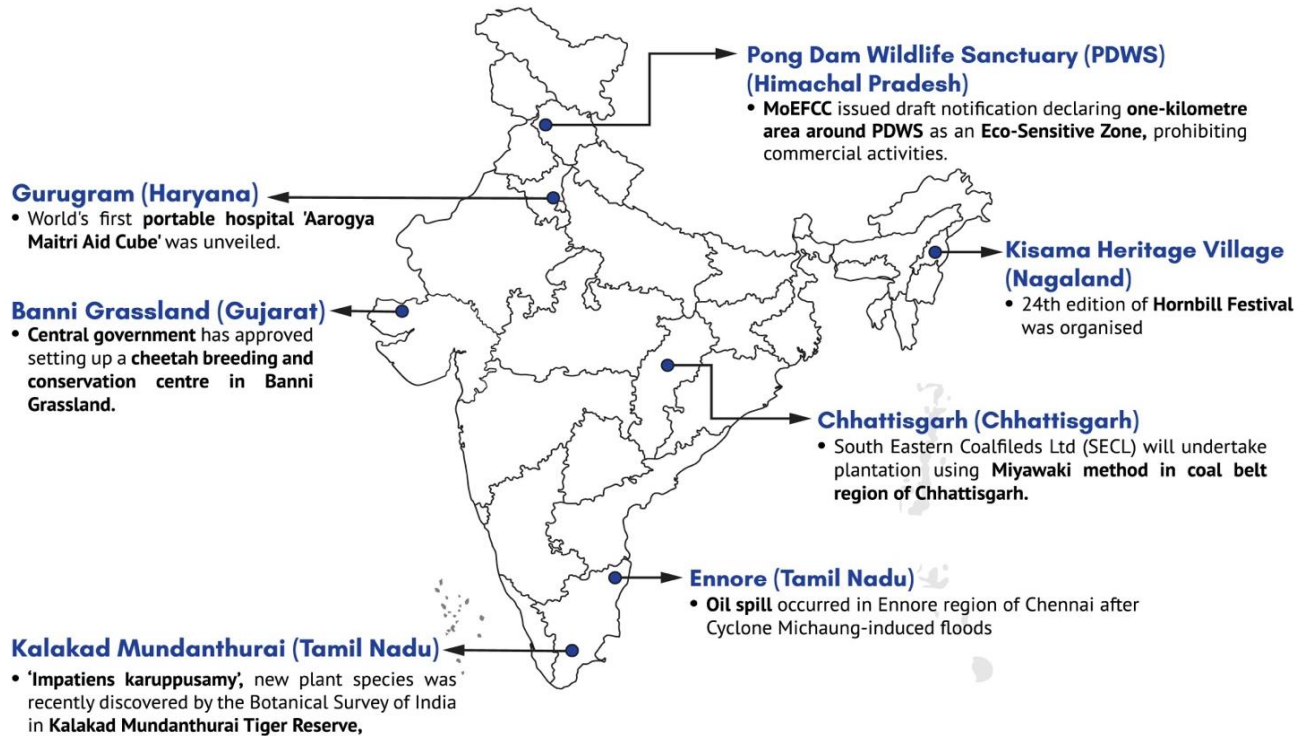 Pong Dam Wildlife Sanctuary (PDWS)
(Himachal Pradesh)
• MoEFCC issued draft notification declaring one-kilometre
area around PDWS as an Eco-Sensitive Zone, prohibiting
commercial activities.
Gurugram (Haryana)
• World's first portable hospital 'Aarogya
Maitri Aid Cube' was unveiled.
Kisama Heritage Village
(Nagaland)
• 24th edition of Hornbill Festival
was organised
Banni Grassland (Gujarat)
• Central government has approved
setting up a cheetah breeding and
conservation centre in Banni
Grassland.
Chhattisgarh (Chhattisgarh)
• South Eastern Coalfileds Ltd (SECL) will undertake
plantation using Miyawaki method in coal belt
region of Chhattisgarh.
Ennore (Tamil Nadu)
• Oil spill occurred in Ennore region of Chennai after
Cyclone Michaung-induced floods
Kalakad Mundanthurai (Tamil Nadu)
• ‘Impatiens karuppusamy’, new plant species was
recently discovered by the Botanical Survey of India
in Kalakad Mundanthurai Tiger Reserve,